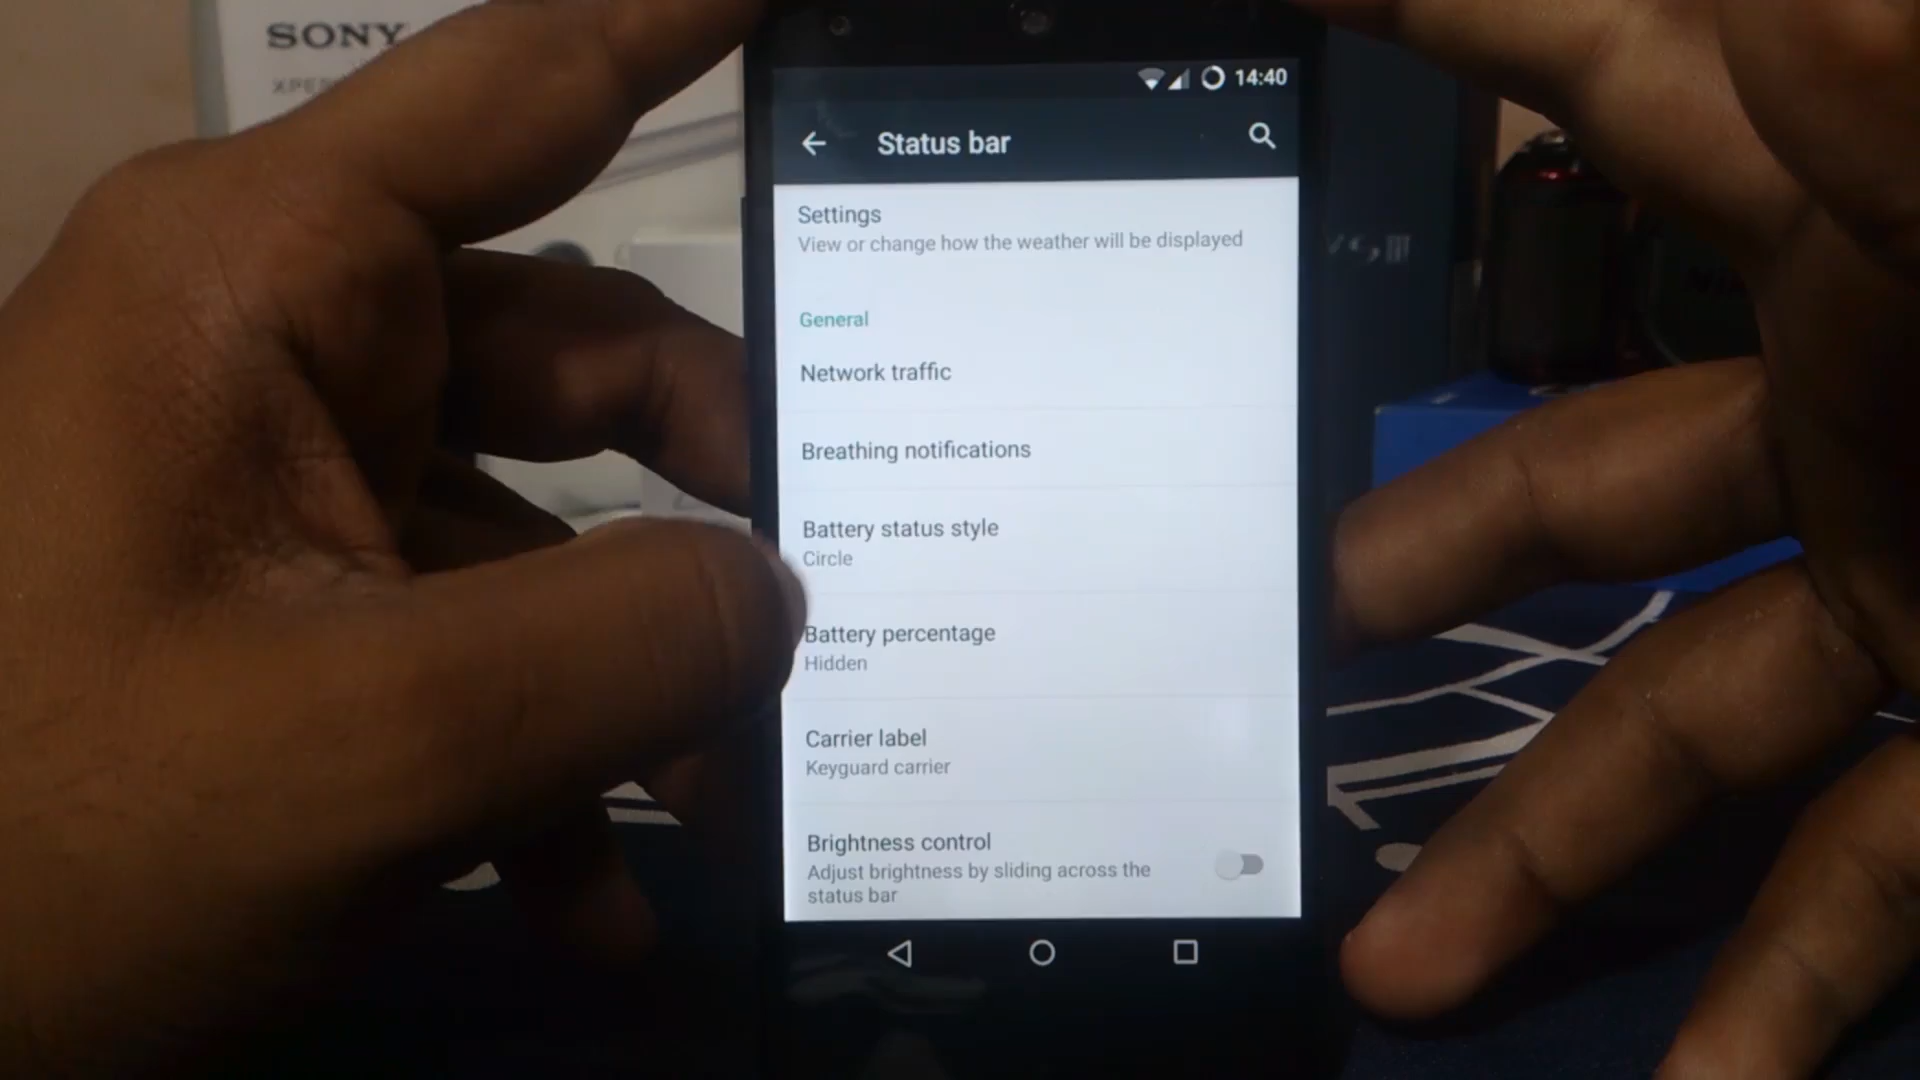 SONY
14:40
Status bar
Settings
View or change how the weather will be displayed
General
Network traffic
Breathing notifications
Battery status style
Circle
Battery percentage
Hidden
Carrier label
Keyguard carrier
Brightness control
Adjust brightness by sliding across the
status bar